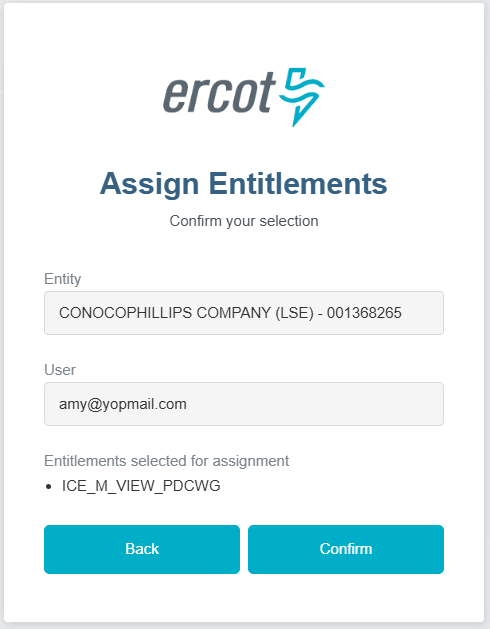 ercot
Assign Entitlements
Confirm your selection
Entity
CONOCOPHILLIPS COMPANY (LSE) - 001368265
User
amy@yopmail.com
Entitlements selected for assignment
• ICE_M_VIEW_PDCWG
Back
Confirm